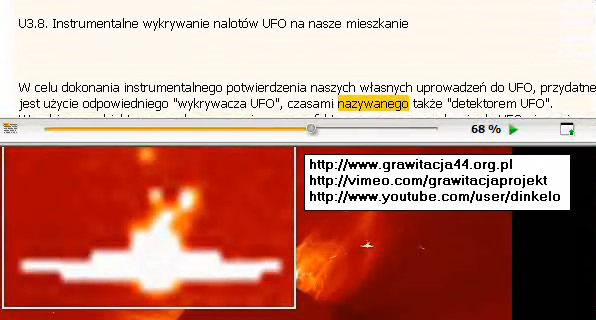 U3.8. Instrumentalne wykrywanie nalotów UFO na nasze mieszkanie
W celu dokonania instrumentalnego potwierdzenia naszych własnych uprowadzeń do UFO, przydatne
jest użycie odpowiedniego "wykrywacza UFO", czasami nazywanego także "detektorem UFO".
68 %
http://www.grawitacja44.org.pl
http://vimeo.com/grawitacjaprojekt
http://www.youtube.com/user/dinkelo